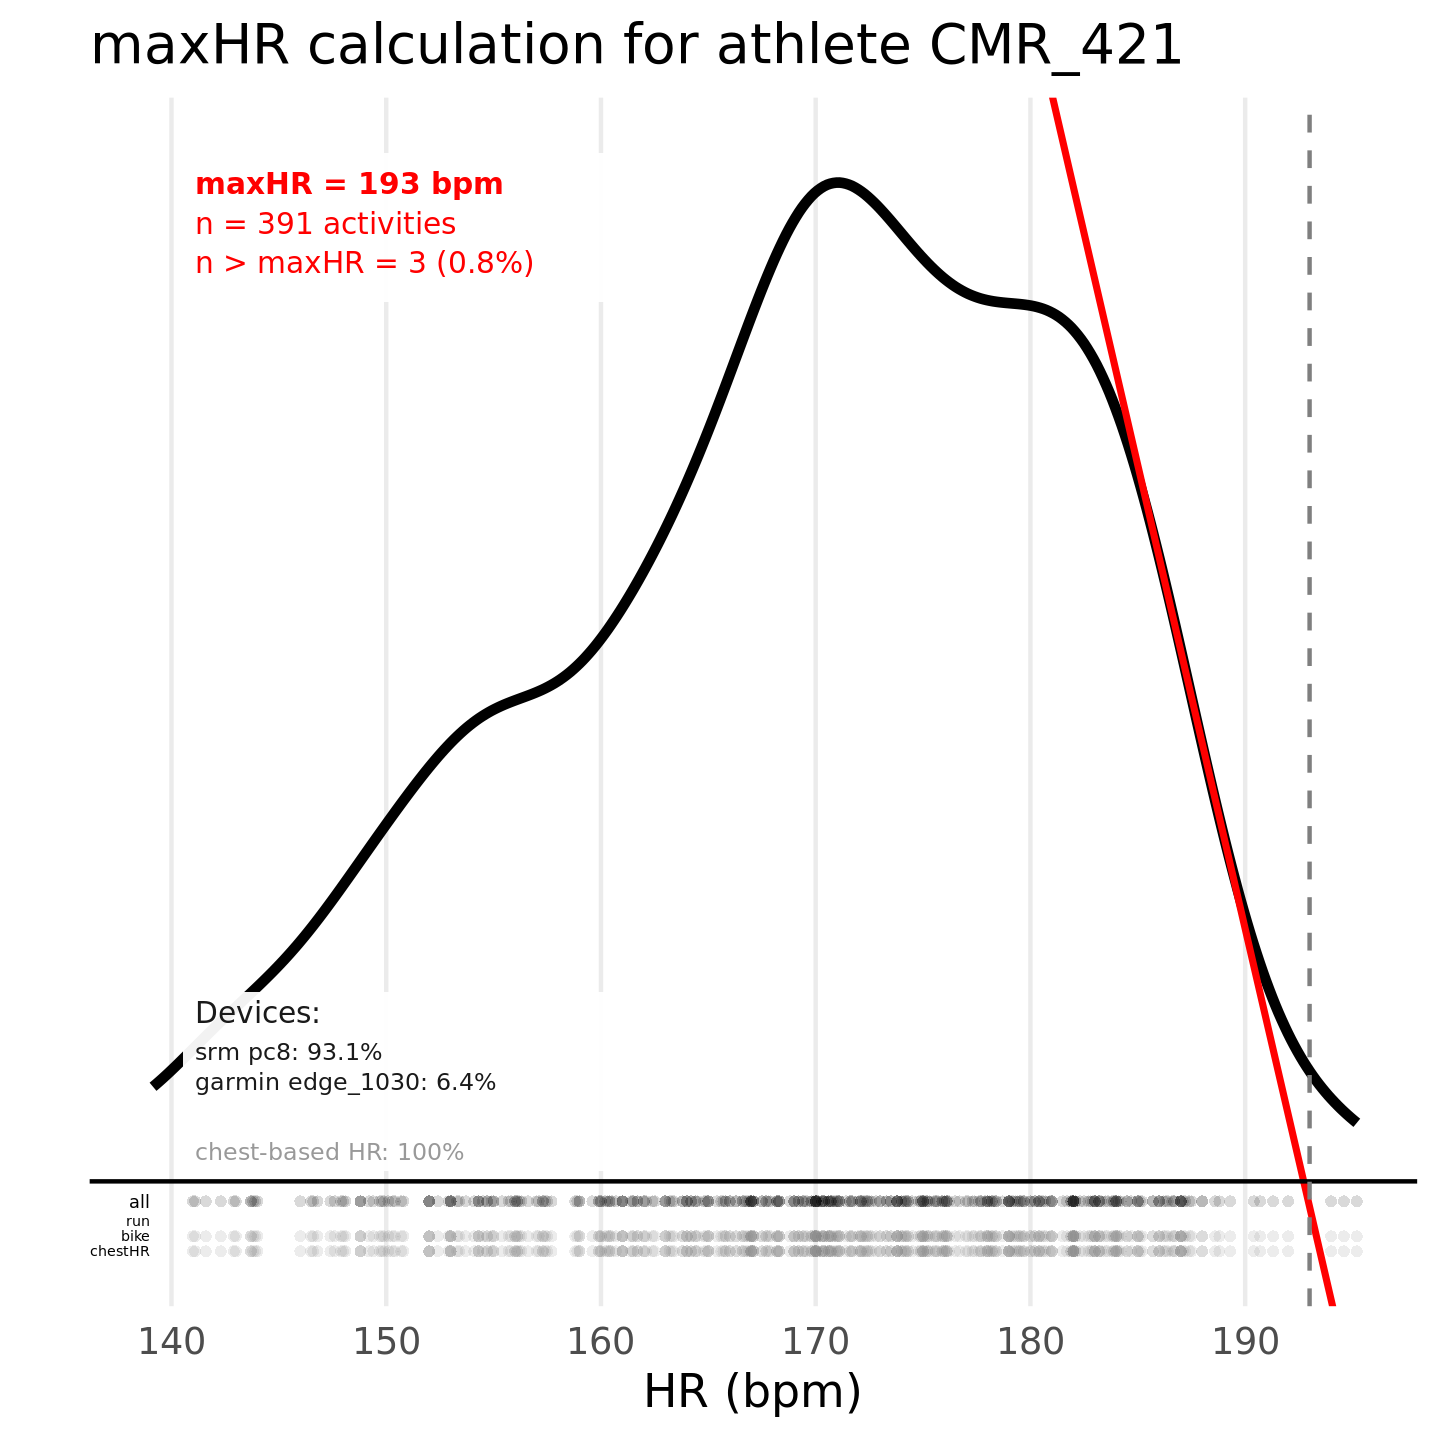 maxHR calculation for athlete CMR_421
maxHR = 193 bpm
n = 391 activities
n > maxHR = 3 (0.8%)
Devices:
srm pc8: 93.1%
garmin edge_1030: 6.4%
chest-based HR: 100%
all
run
bike
chestHR
140 150 160 170 180 190
HR (bpm)